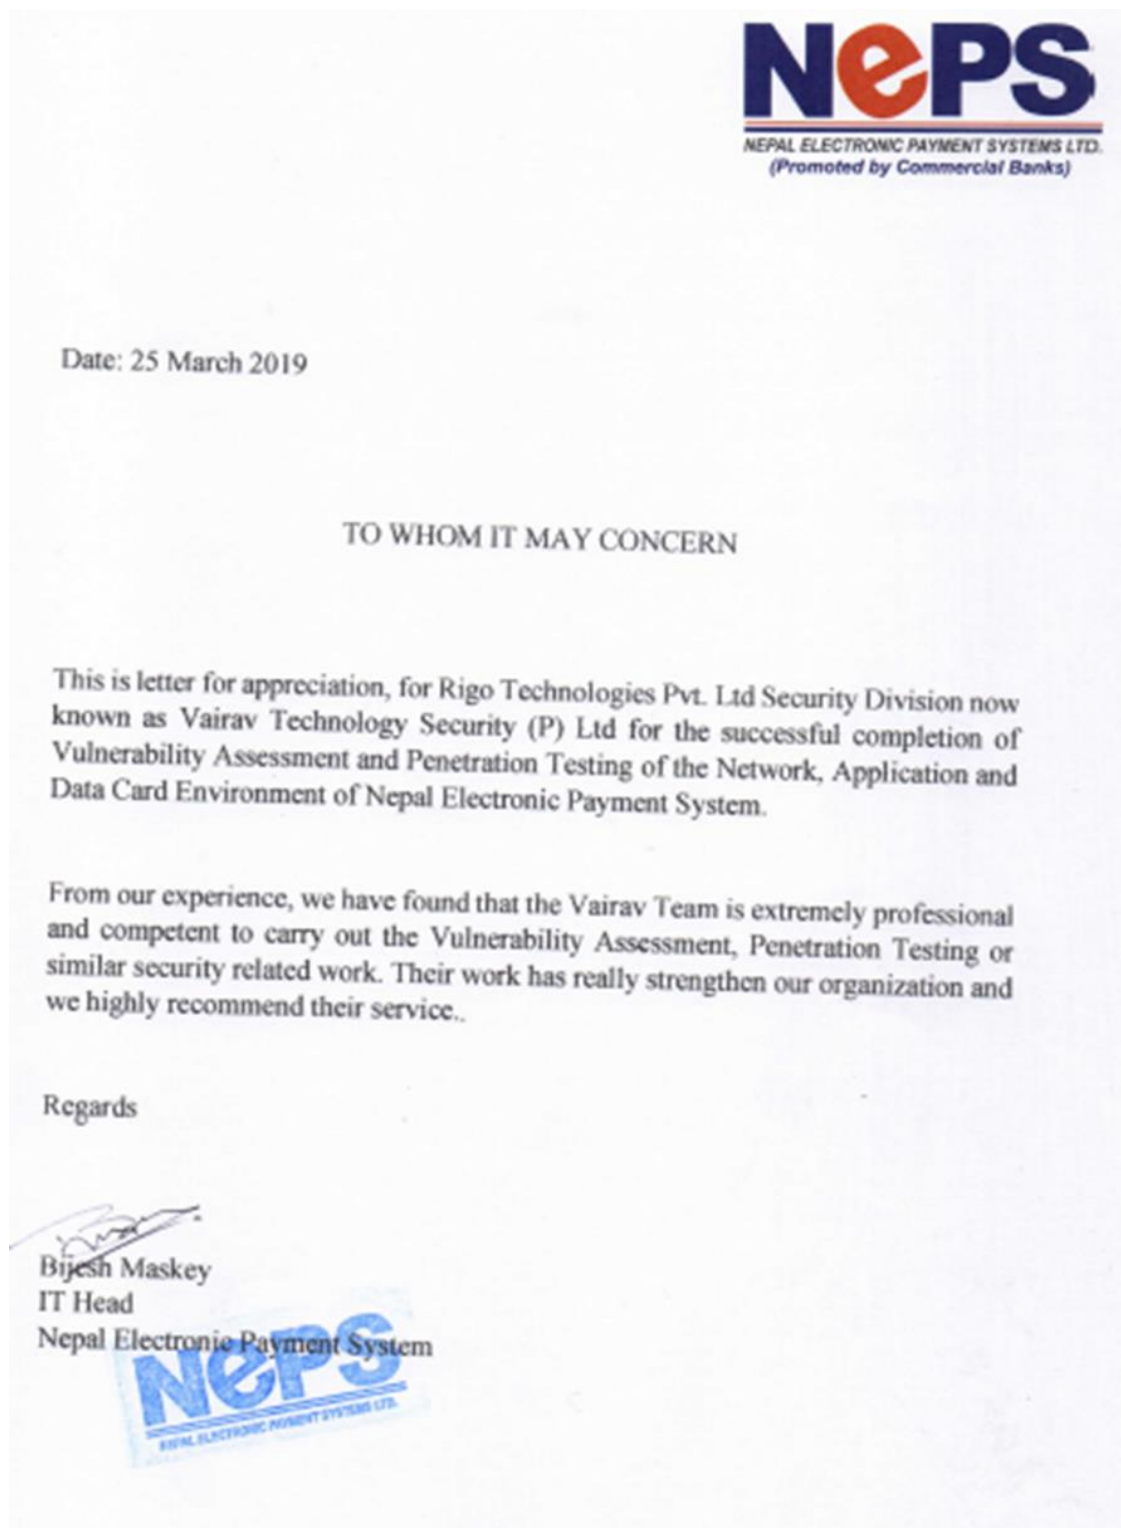 NePS
NEPAL ELECTRONIC PAYMENT SYSTEMS LTD.
(Promoted by Commercial Banks)
Date: 25 March 2019
TO WHOM IT MAY CONCERN
This is letter for appreciation, for Rigo Technologies Pvt. Ltd Security Division now
known as Vairav Technology Security (P) Ltd for the successful completion of
Vulnerability Assessment and Penetration Testing of the Network, Application and
Data Card Environment of Nepal Electronic Payment System.
From our experience, we have found that the Vairav Team is extremely professional
and competent to carry out the Vulnerability Assessment, Penetration Testing or
similar security related work. Their work has really strengthen our organization and
we highly recommend their service..
Regards
Bijesh Maskey
IT Head
Nepal Electronic Payment System
NePS
NEPAL ELECTRONIC PAYMENT SYSTEMS LTD.